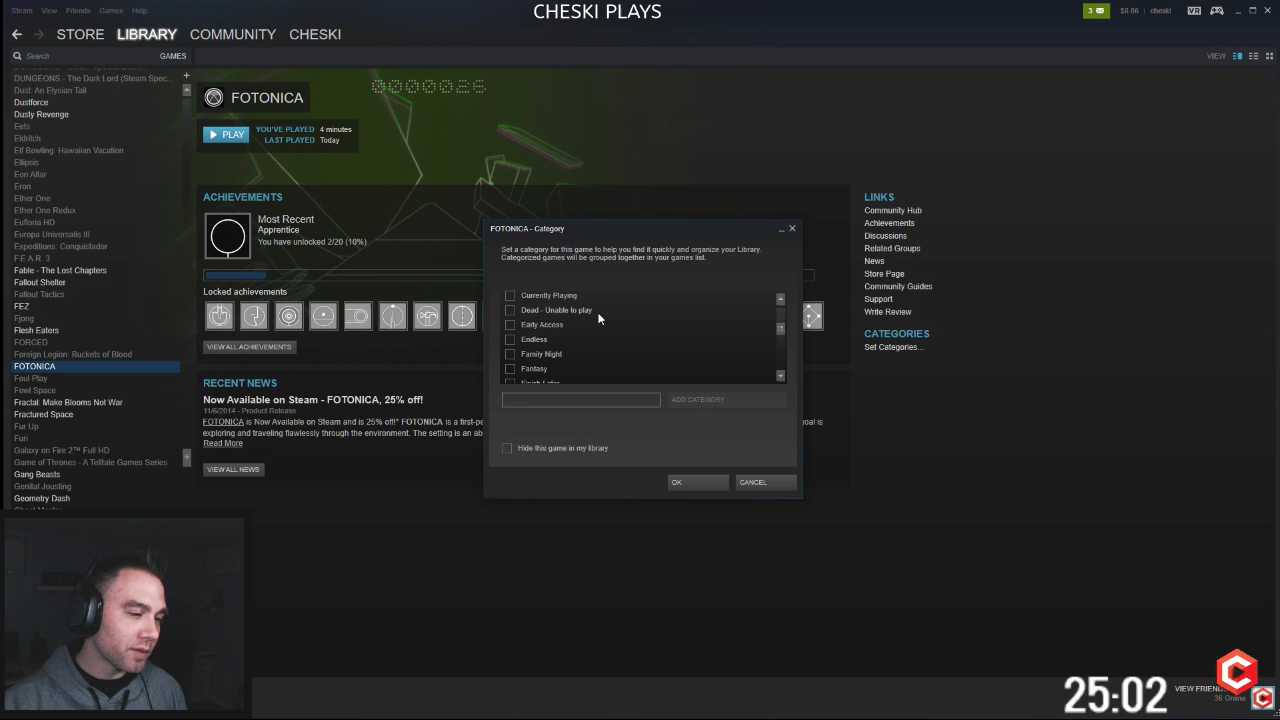 CHESKI PLAYS
Steam View Friends Games Help
3 $0.06 cheski VR
STORE LIBRARY COMMUNITY CHESKI
Search GAMES VIEW
DUNGEONS - The Dark Lord (Steam Spec...
Dust: An Elysian Tail
Dustforce
Dusty Revenge
Eets
Eldritch
Elf Bowling: Hawaiian Vacation
Ellipsis
Eon Altar
Eron
Ether One
Ether One Redux
Eufloria HD
Europa Universalis III
Expeditions: Conquistador
F.E.A.R. 3
Fable - The Lost Chapters
Fallout Shelter
Fallout Tactics
FEZ
Fjong
Flesh Eaters
FORCED
Foreign Legion: Buckets of Blood
FOTONICA
Foul Play
Fowl Space
Fractal: Make Blooms Not War
Fractured Space
Fur Up
Furi
Galaxy on Fire 2™ Full HD
Game of Thrones - A Telltale Games Series
Gang Beasts
Genital Jousting
Geometry Dash
0000026
FOTONICA
PLAY
YOU'VE PLAYED 4 minutes
LAST PLAYED Today
ACHIEVEMENTS
Most Recent
Apprentice
You have unlocked 2/20 (10%)
Locked achievements
VIEW ALL ACHIEVEMENTS
RECENT NEWS
Now Available on Steam - FOTONICA, 25% off!
11/6/2014 - Product Release
FOTONICA is Now Available on Steam and is 25% off!* FOTONICA is a first-pe
oal is
exploring and traveling flawlessly through the environment. The setting is an ab
Read More
VIEW ALL NEWS
FOTONICA - Category
Set a category for this game to help you find it quickly and organize your Library.
Categorized games will be grouped together in your games list.
Currently Playing
Dead - Unable to play
Early Access
Endless
Family Night
Fantasy
Finish Later
ADD CATEGORY
Hide this game in my library
OK CANCEL
LINKS
Community Hub
Achievements
Discussions
Related Groups
News
Store Page
Community Guides
Support
Write Review
CATEGORIES
Set Categories...
25:02
VIEW FRIEN
36 Online